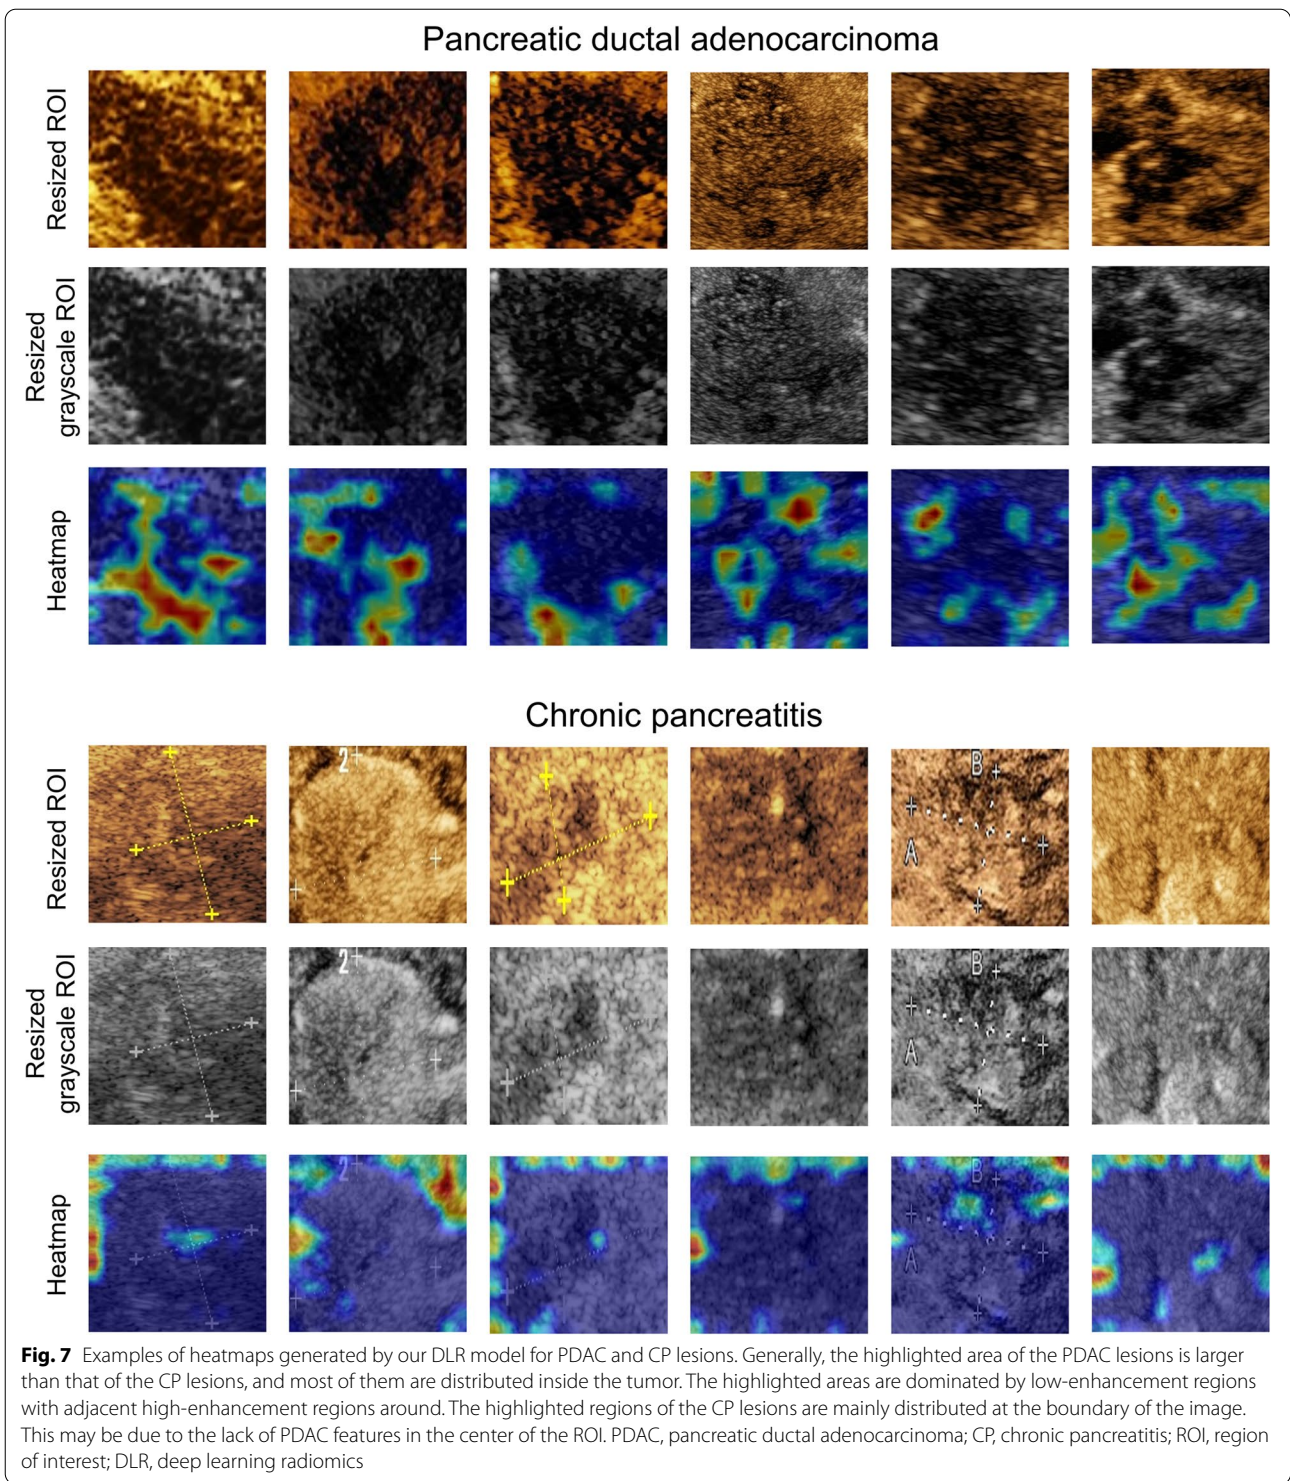 Pancreatic ductal adenocarcinoma
Resized ROI
Resized
grayscale ROI
Heatmap
Chronic pancreatitis
Resized ROI
2
B
A
Resized
grayscale ROI
2
B
A
Heatmap
2
B
A
Fig. 7 Examples of heatmaps generated by our DLR model for PDAC and CP lesions. Generally, the highlighted area of the PDAC lesions is larger
than that of the CP lesions, and most of them are distributed inside the tumor. The highlighted areas are dominated by low-enhancement regions
with adjacent high-enhancement regions around. The highlighted regions of the CP lesions are mainly distributed at the boundary of the image.
This may be due to the lack of PDAC features in the center of the ROI. PDAC, pancreatic ductal adenocarcinoma; CP, chronic pancreatitis; ROI, region
of interest; DLR, deep learning radiomics